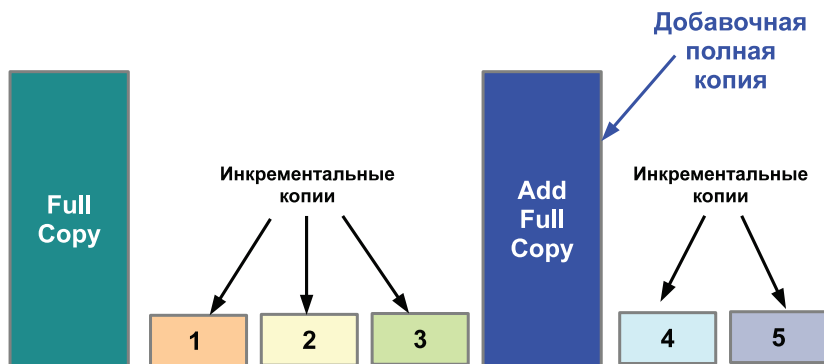 Добавочная
полная
копия
Full
Copy
Инкрементальные
копии
Add
Full
Copy
Инкрементальные
копии
1
2
3
4
5